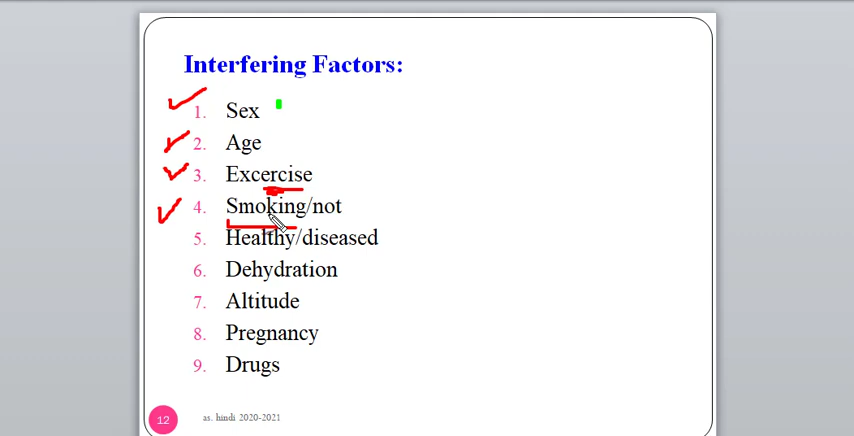 Interfering Factors:
1. Sex
2. Age
3. Excercise
4. Smoking/not
5. Healthy/diseased
6. Dehydration
7. Altitude
8. Pregnancy
9. Drugs
12 as. hindi 2020-2021